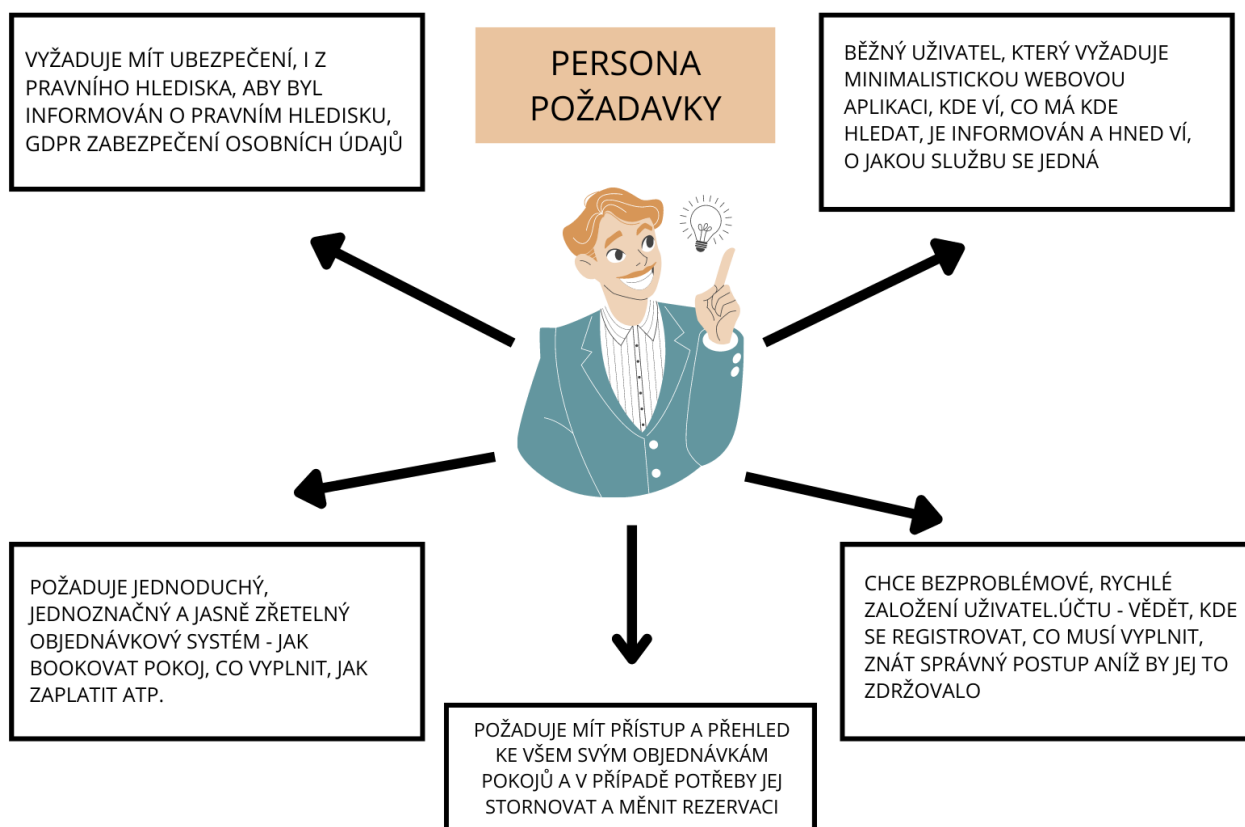 VYŽADUJE MÍT UBEZPEČENÍ, I Z
PRAVNÍHO HLEDISKA, ABY BYL
INFORMOVÁN O PRAVNÍM HLEDISKU,
GDPR ZABEZPEČENÍ OSOBNÍCH ÚDAJŮ
PERSONA
POŽADAVKY
BĚŽNÝ UŽIVATEL, KTERÝ VYŽADUJE
MINIMALISTICKOU WEBOVOU
APLIKACI, KDE VÍ, CO MÁ KDE
HLEDAT, JE INFORMOVÁN A HNED VÍ,
O JAKOU SLUŽBU SE JEDNÁ
POŽADUJE JEDNODUCHÝ,
JEDNOZNAČNÝ A JASNĚ ZŘETELNÝ
OBJEDNÁVKOVÝ SYSTÉM - JAK
BOOKOVAT POKOJ, CO VYPLNIT, JAK
ZAPLATIT ATP.
POŽADUJE MÍT PŘÍSTUP A PŘEHLED
KE VŠEM SVÝM OBJEDNÁVKÁM
POKOJŮ A V PŘÍPADĚ POTŘEBY JEJ
STORNOVAT A MĚNIT REZERVACI
CHCE BEZPROBLÉMOVÉ, RYCHLÉ
ZALOŽENÍ UŽIVATEL.ÚČTU - VĚDĚT, KDE
SE REGISTROVAT, CO MUSÍ VYPLNIT,
ZNÁT SPRÁVNÝ POSTUP ANÍŽ BY JEJ TO
ZDRŽOVALO